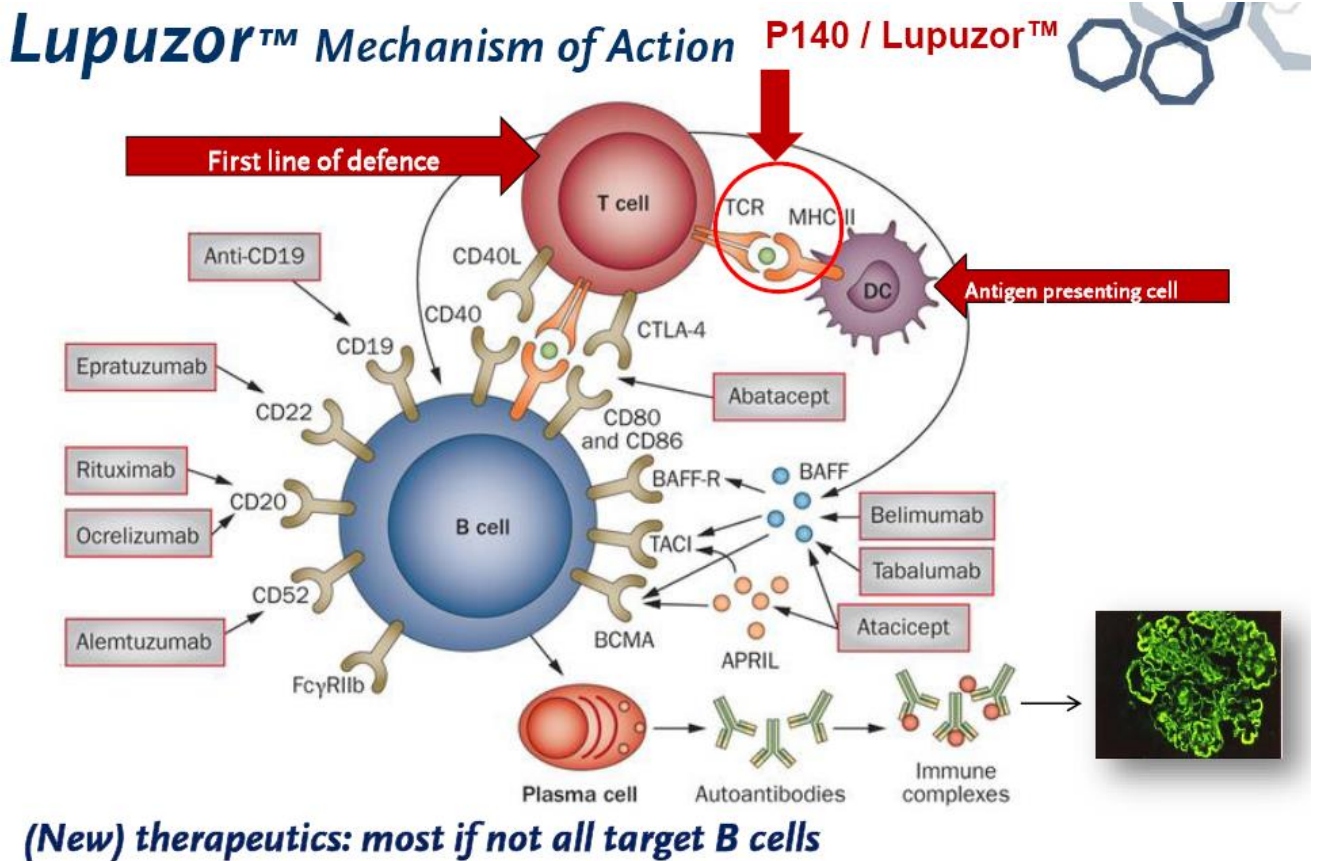 Lupuzor™ Mechanism of Action
P140 / Lupuzor™
First line of defence
T cell
TCR
MHC II
DC
Antigen presenting cell
Anti-CD19
CD40L
CD40
CTLA-4
CD19
Epratuzumab
CD22
Abatacept
CD80
and CD86
Rituximab
CD20
Ocrelizumab
B cell
BAFF-R
BAFF
TACI
Belimumab
Tabalumab
CD52
Alemtuzumab
BCMA
APRIL
Atacicept
FcγRIIb
Plasma cell
Autoantibodies
Immune
complexes
(New) therapeutics: most if not all target B cells